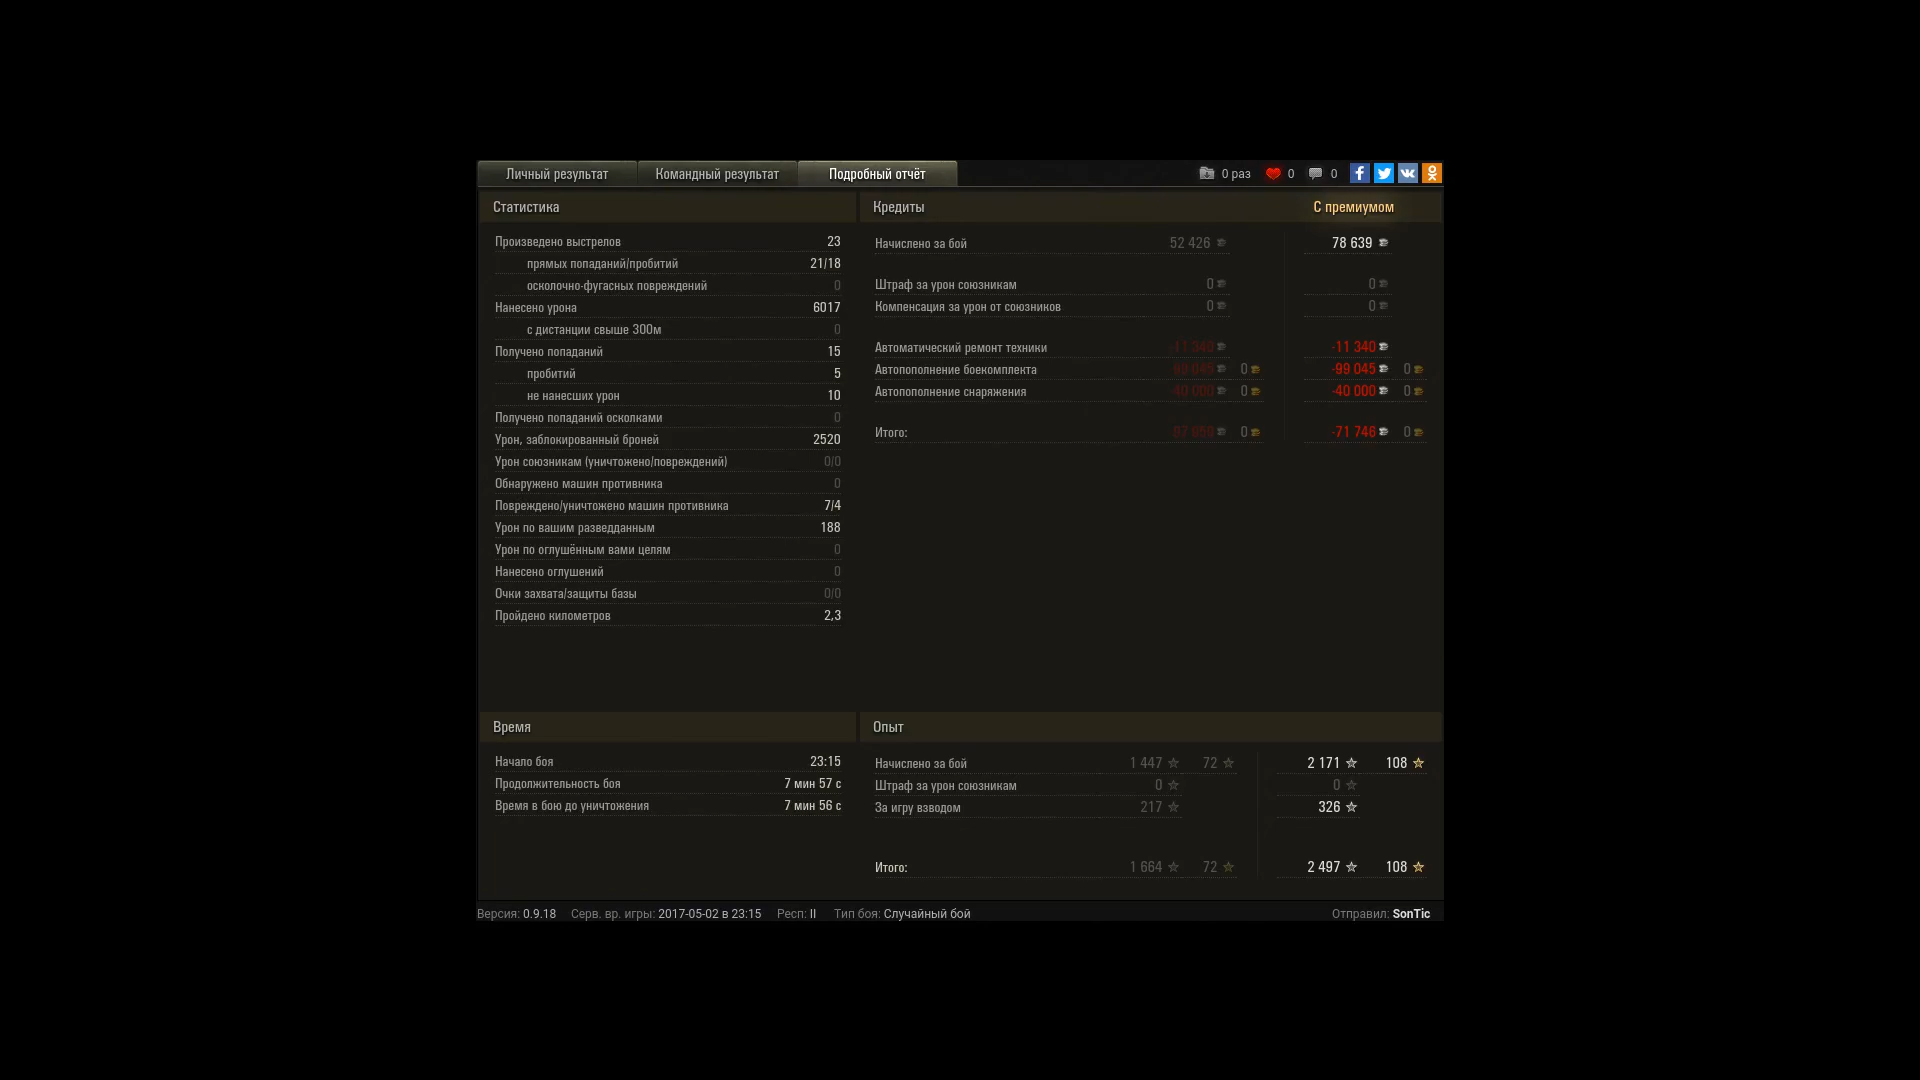 Личный результат Командный результат Подробный отчёт 0 раз 0 0
Статистика
Произведено выстрелов 23
прямых попаданий/пробитий 21/18
осколочно-фугасных повреждений 0
Нанесено урона 6017
с дистанции свыше 300м 0
Получено попаданий 15
пробитий 5
не нанесших урон 10
Получено попаданий осколками 0
Урон, заблокированный броней 2520
Урон союзникам (уничтожено/повреждений) 0/0
Обнаружено машин противника 0
Повреждено/уничтожено машин противника 7/4
Урон по вашим разведданным 188
Урон по оглушённым вами целям 0
Нанесено оглушений 0
Очки захвата/защиты базы 0/0
Пройдено километров 2,3
Кредиты С премиумом
Начислено за бой 52 426 78 639
Штраф за урон союзникам 0 0
Компенсация за урон от союзников 0 0
Автоматический ремонт техники -11 340 -11 340
Автопополнение боекомплекта -99 045 0 -99 045 0
Автопополнение снаряжения -40 000 0 -40 000 0
Итого: -97 959 0 -71 746 0
Время
Начало боя 23:15
Продолжительность боя 7 мин 57 с
Время в бою до уничтожения 7 мин 56 с
Опыт
Начислено за бой 1 447 72 2 171 108
Штраф за урон союзникам 0 0
За игру взводом 217 326
Итого: 1 664 72 2 497 108
Версия: 0.9.18 Серв. вр. игры: 2017-05-02 в 23:15 Респ: II Тип боя: Случайный бой Отправил: SonTic